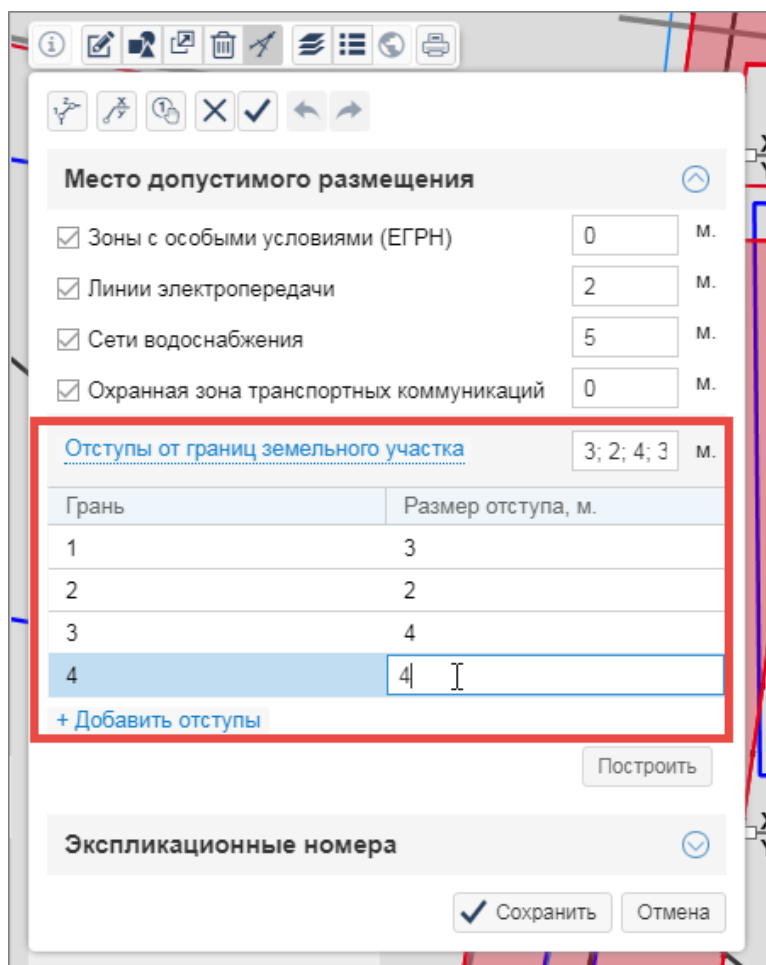 Место допустимого размещения
Зоны с особыми условиями (ЕГРН) 0 м.
Линии электропередачи 2 м.
Сети водоснабжения 5 м.
Охранная зона транспортных коммуникаций 0 м.
Отступы от границ земельного участка 3; 2; 4; 3 м.
Грань Размер отступа, м.
1 3
2 2
3 4
4 4
+ Добавить отступы
Построить
Экспликационные номера
Сохранить Отмена